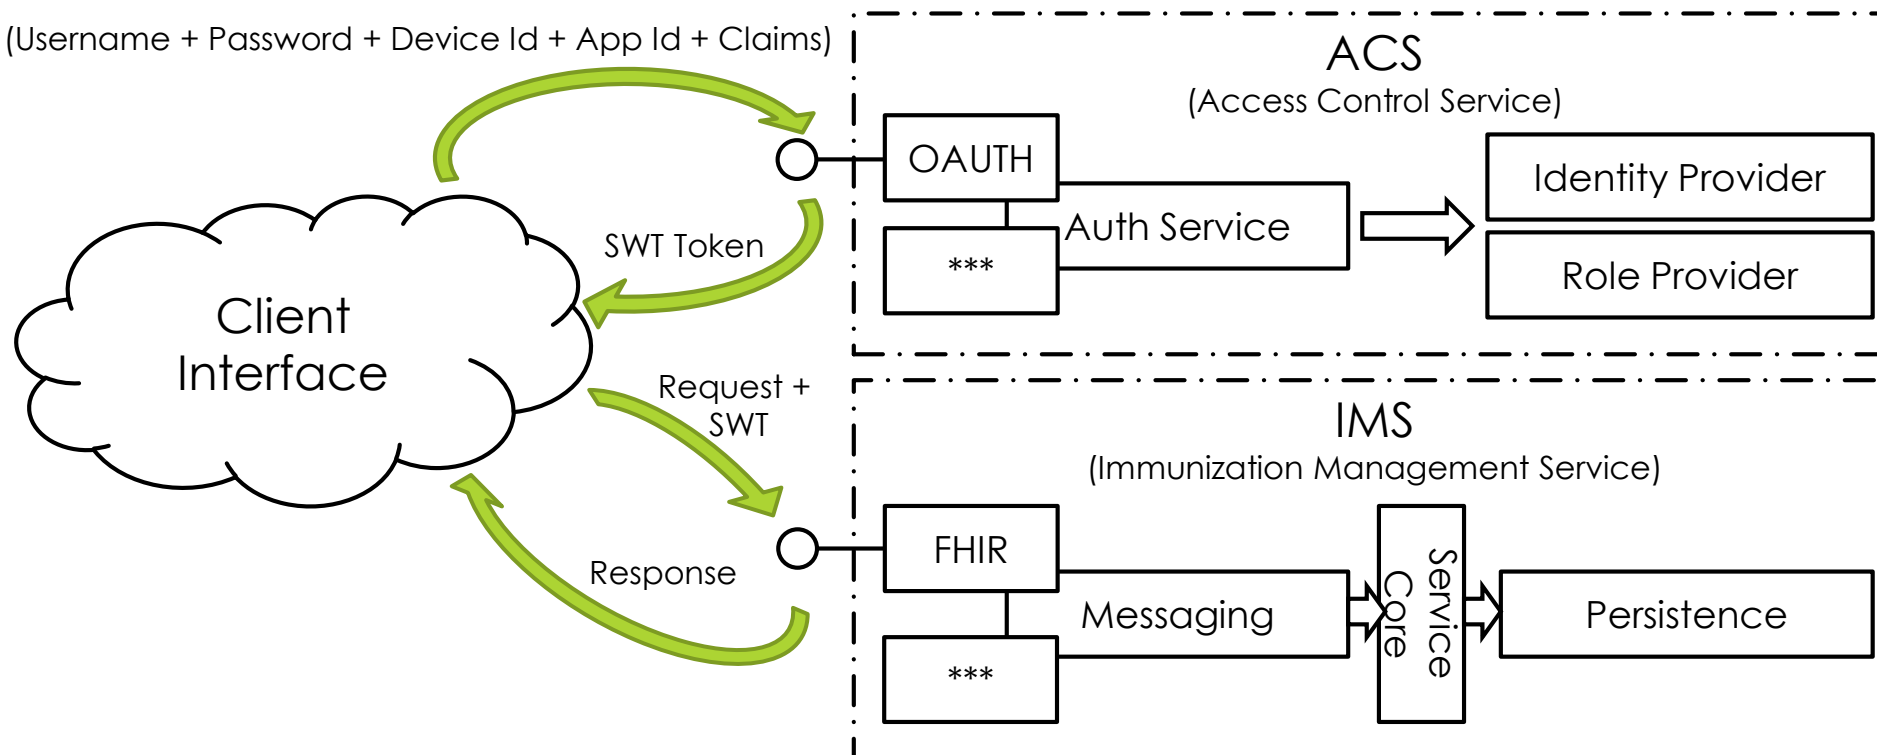 (Username + Password + Device Id + App Id + Claims)
ACS
(Access Control Service)
OAUTH
Identity Provider
Auth Service
SWT Token
***
Role Provider
Client
Interface
Request +
SWT
IMS
(Immunization Management Service)
FHIR
Response
Messaging
Service
Core
Persistence
***